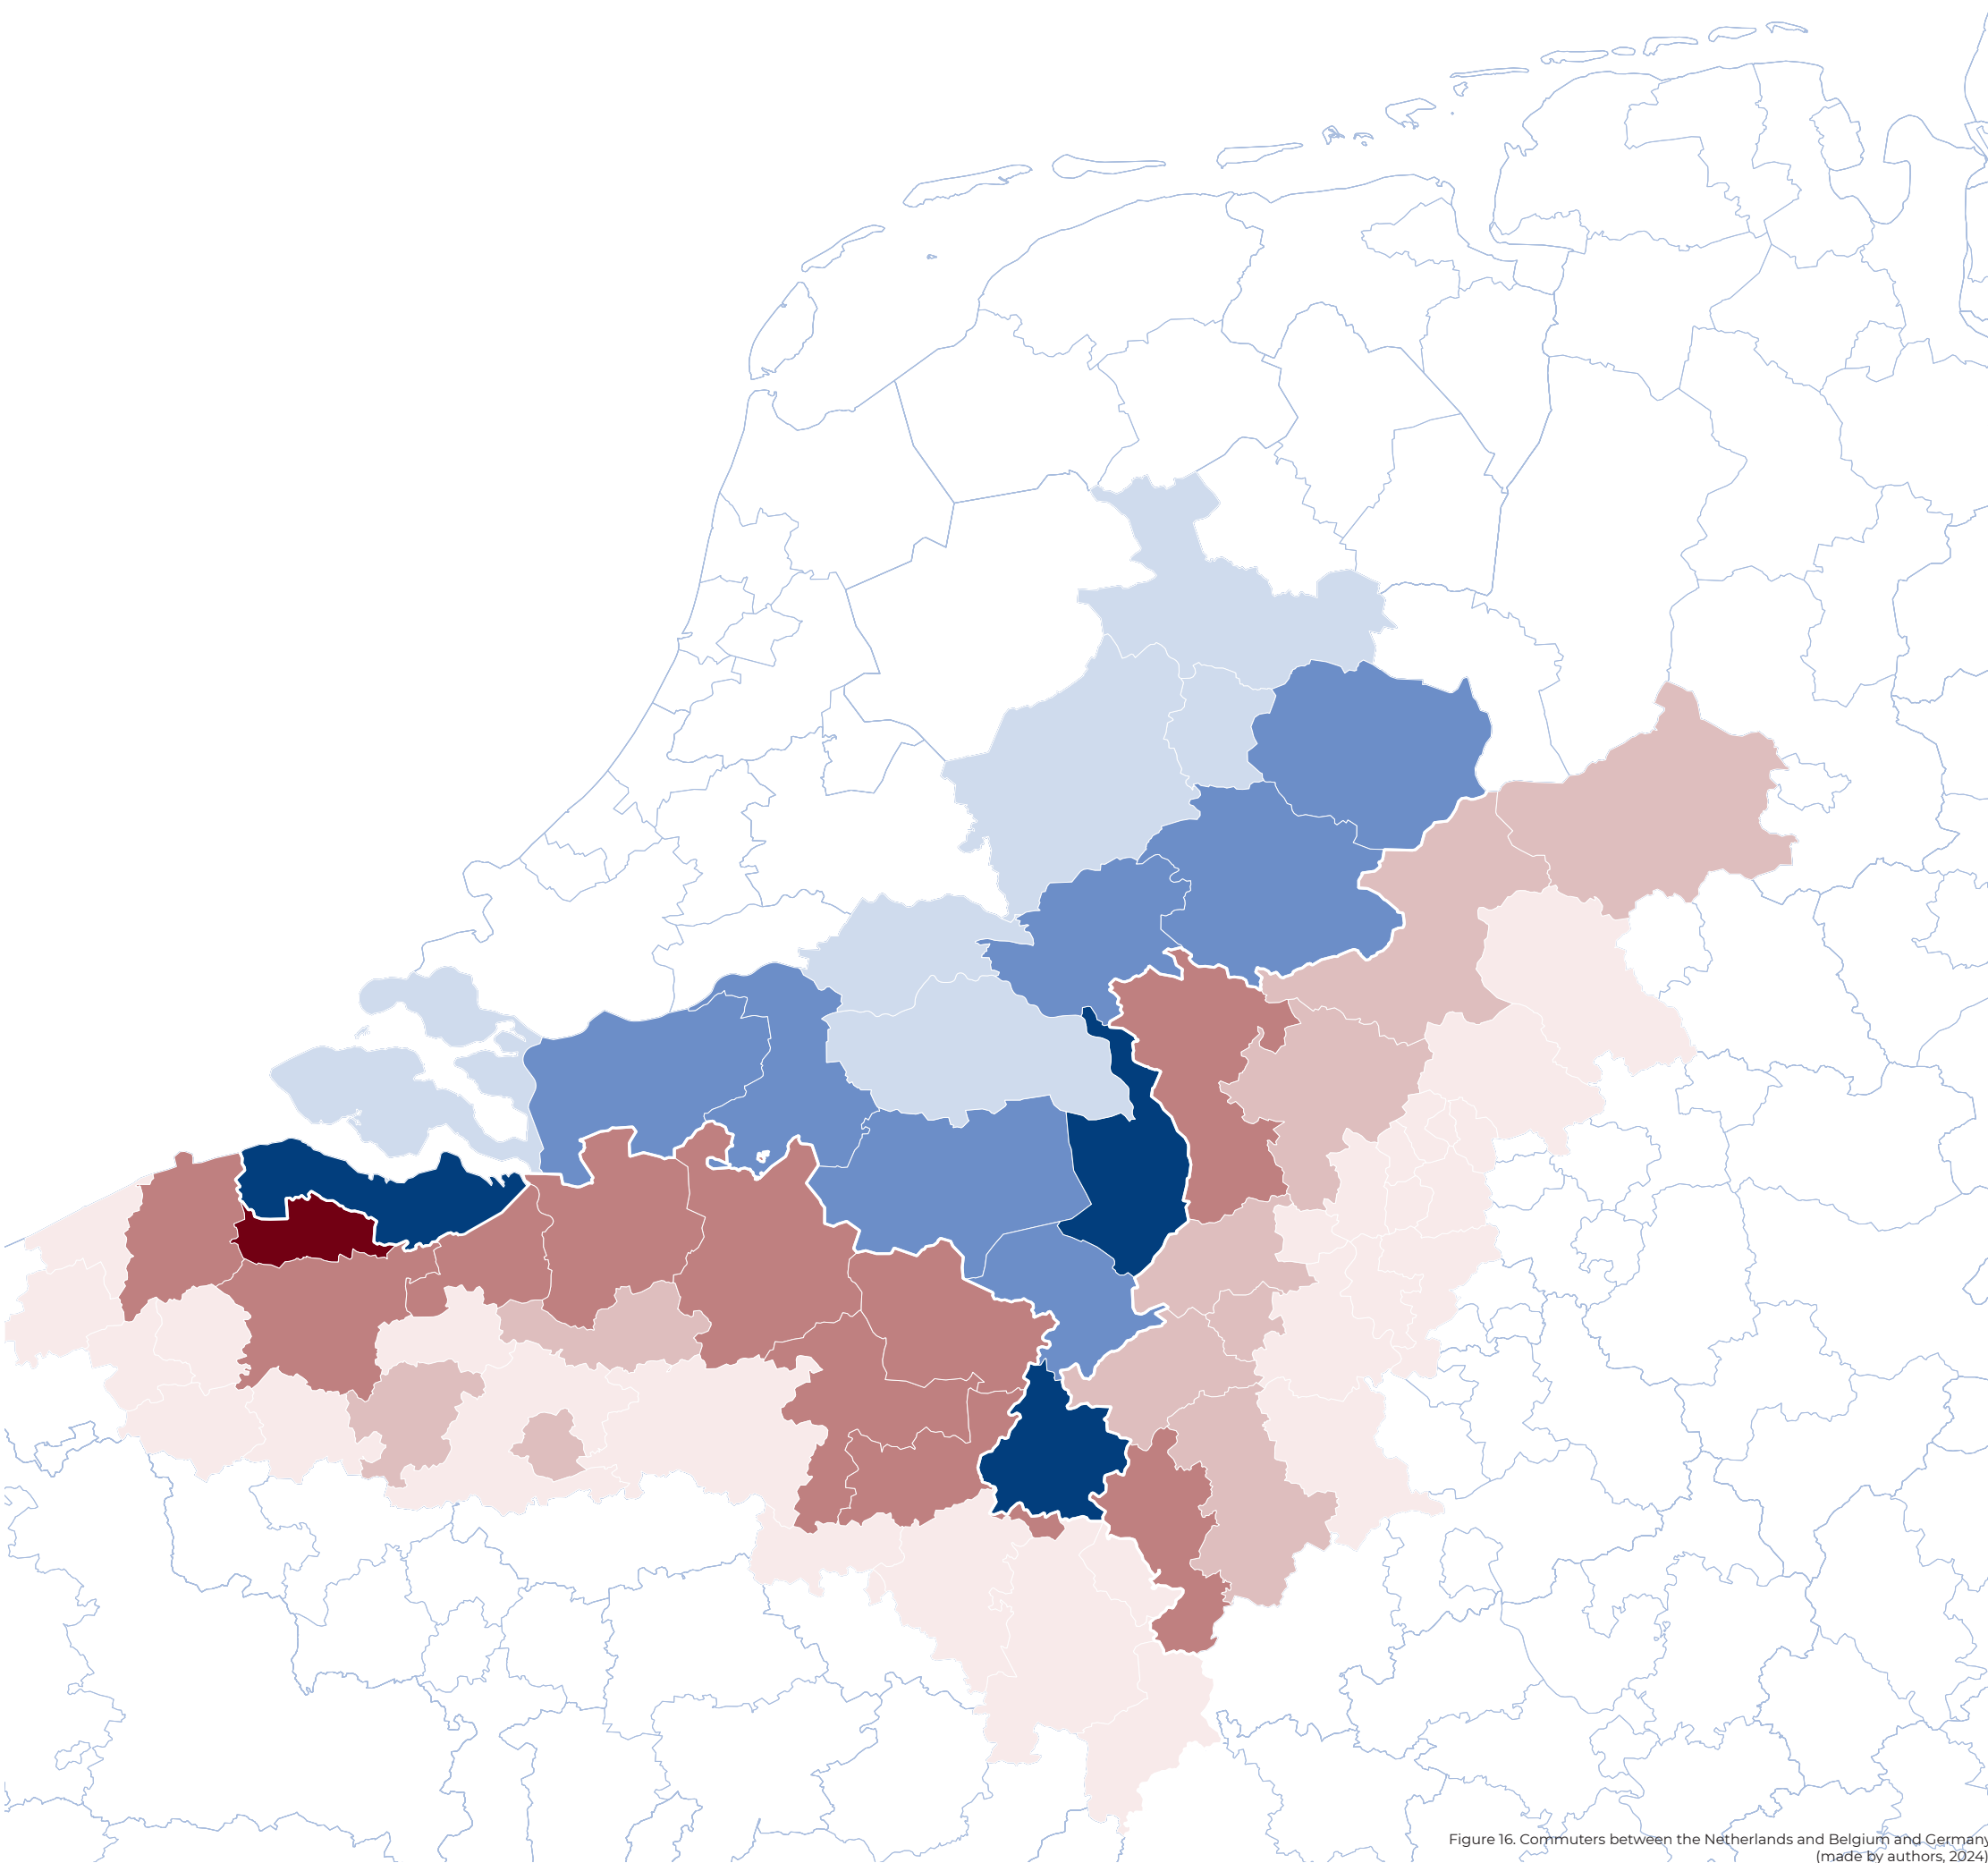 Figure 16. Commuters between the Netherlands and Belgium and Germany
(made by authors, 2024)